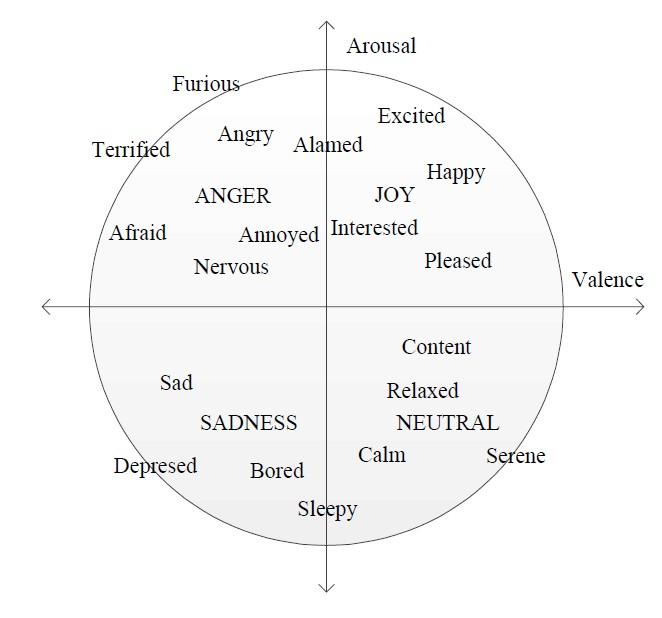 Arousal
Furious
Excited
Angry
Alamed
Terrified
Happy
ANGER
JOY
Interested
Afraid
Annoyed
Pleased
Nervous
Valence
Content
Sad
Relaxed
SADNESS
NEUTRAL
Calm
Serene
Depresed
Bored
Sleepy